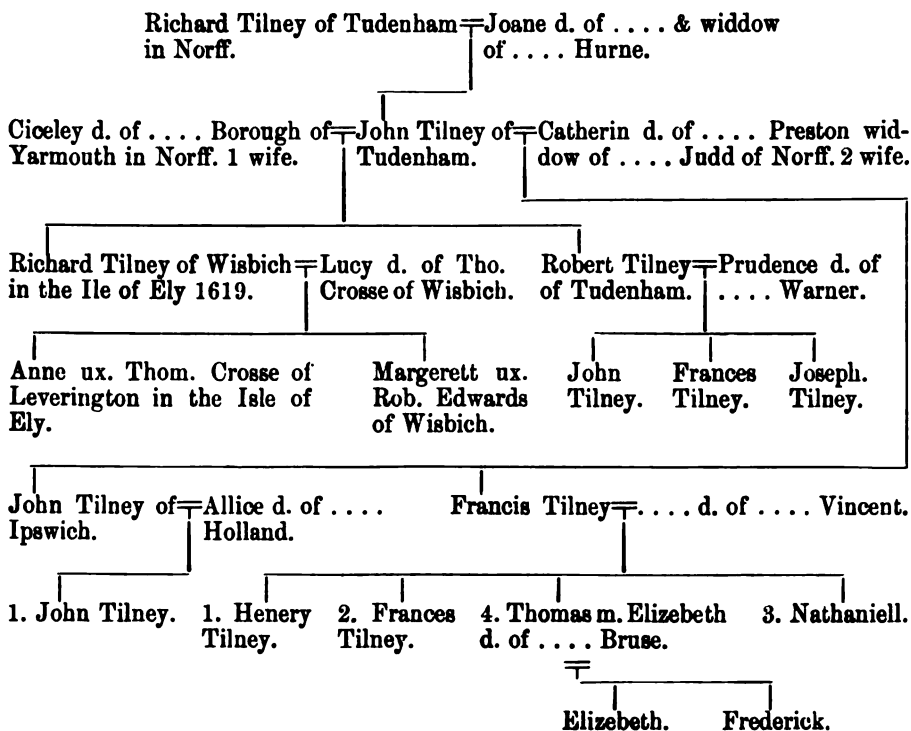 Richard Tilney of Tudenham
in Norff.
Joane d. of .... & widdow
of .... Hurne.
Ciceley d. of .... Borough of
Yarmouth in Norff. 1 wife.
John Tilney of
Tudenham.
Catherin d. of .... Preston wid-
dow of .... Judd of Norff. 2 wife.
Richard Tilney of Wisbich
in the Ile of Ely 1619.
Lucy d. of Tho.
Crosse of Wisbich.
Robert Tilney
of Tudenham.
Prudence d. of
.... Warner.
Anne ux. Thom. Crosse of
Leverington in the Isle of
Ely.
Margerett ux.
Rob. Edwards
of Wisbich.
John
Tilney.
Frances
Tilney.
Joseph.
Tilney.
John Tilney of
Ipswich.
Allice d. of ....
Holland.
Francis Tilney
.... d. of .... Vincent.
1. John Tilney.
1. Henery
Tilney.
2. Frances
Tilney.
4. Thomas m. Elizebeth
d. of .... Bruse.
3. Nathaniell.
Elizebeth.
Frederick.